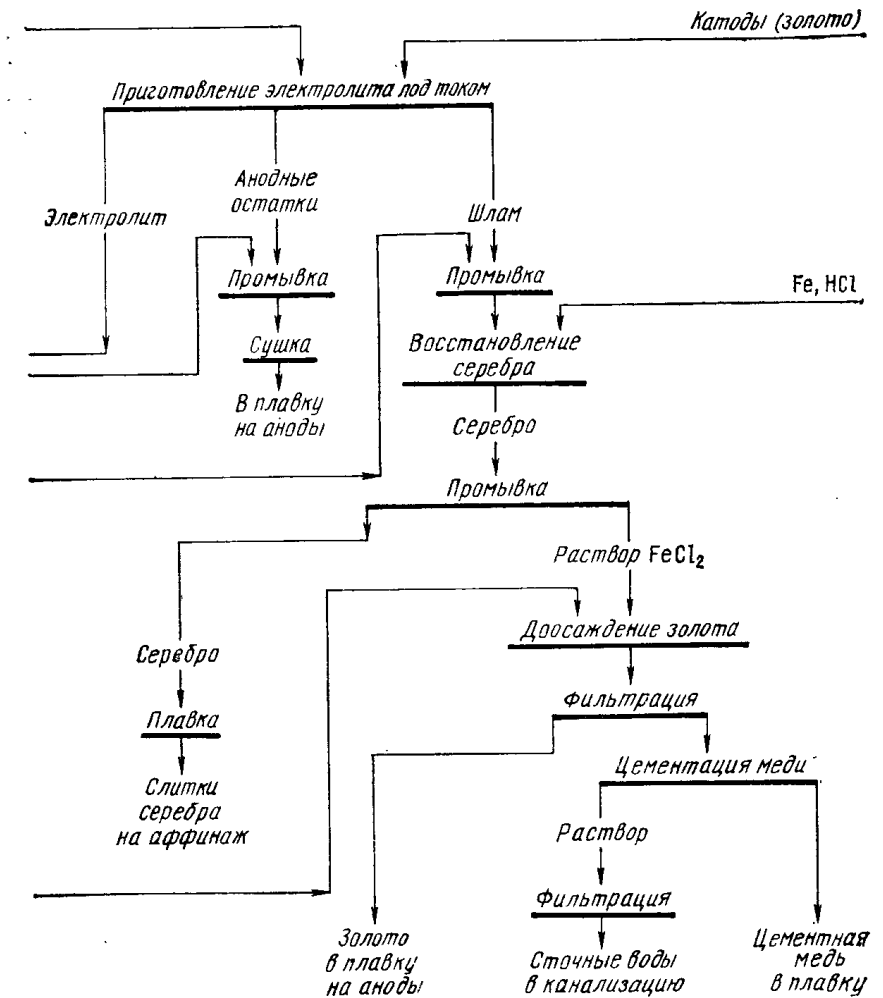 Катоды (золото)
Приготовление электролита под током
Анодные
остатки
Электролит
Шлам
Промывка
Промывка
Fe, HCl
Сушка
Восстановление
серебра
В плавку
на аноды
Серебро
Промывка
Раствор FeCl₂
Доосаждение золота
Серебро
Фильтрация
Плавка
Цементация меди
Слитки
серебра
на аффинаж
Раствор
Фильтрация
Золото
в плавку
на аноды
Сточные воды
в канализацию
Цементная
медь
в плавку